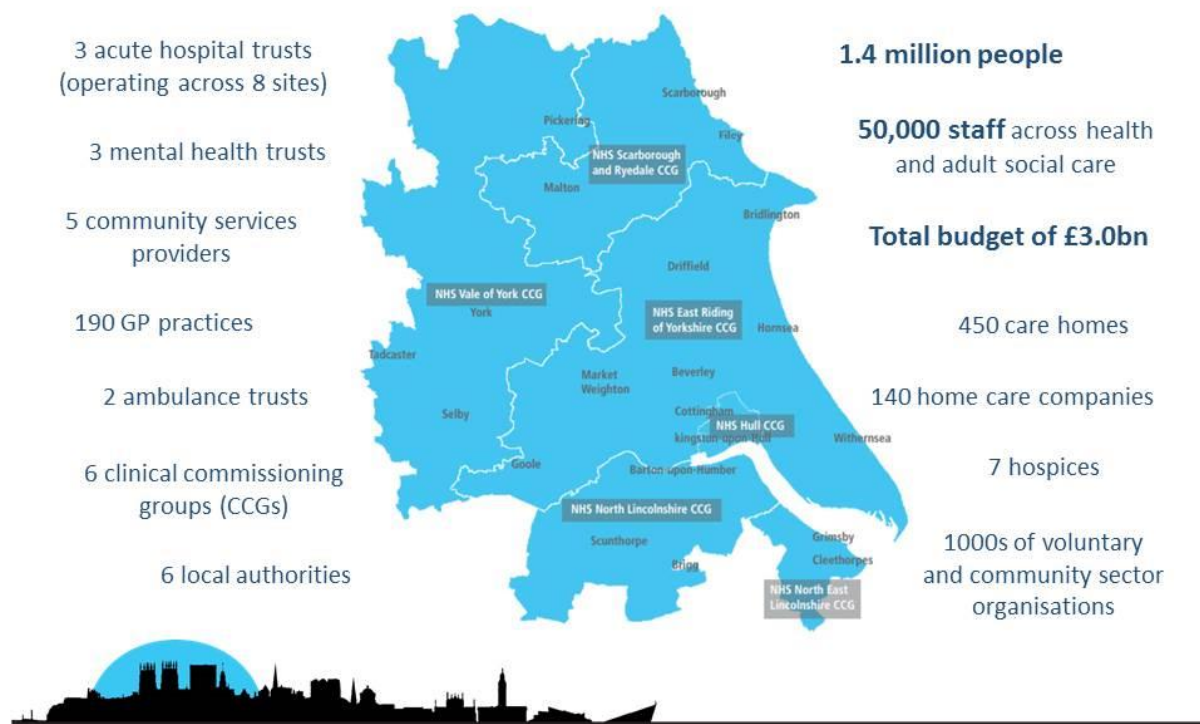 3 acute hospital trusts
(operating across 8 sites)
3 mental health trusts
5 community services
providers
190 GP practices
2 ambulance trusts
6 clinical commissioning
groups (CCGs)
6 local authorities
Scarborough
Pickering
Filey
NHS Scarborough
and Ryedale CCG
Malton
Bridlington
Driffield
NHS Vale of York CCG
York
NHS East Riding
of Yorkshire CCG
Hornsea
Tadcaster
Market
Weighton
Beverley
Selby
Cottingham
NHS Hull CCG
kingston-upon-Hull
Withernsea
Goole
Barton-upon-Humber
NHS North Lincolnshire CCG
Scunthorpe
Brigg
Grimsby
Cleethorpes
NHS North East
Lincolnshire CCG
1.4 million people
50,000 staff across health
and adult social care
Total budget of £3.0bn
450 care homes
140 home care companies
7 hospices
1000s of voluntary
and community sector
organisations